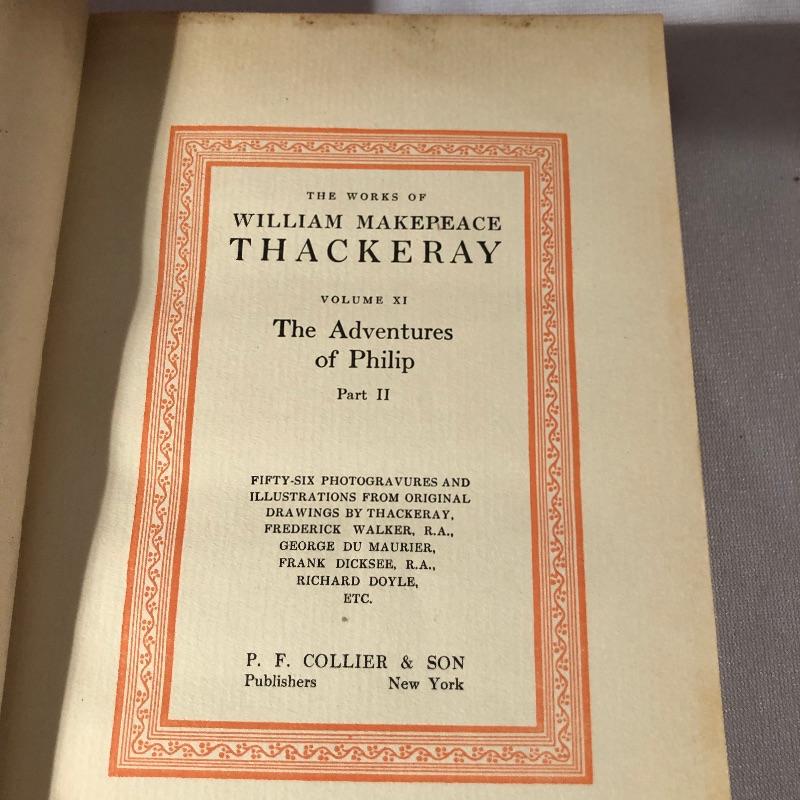 THE WORKS OF
WILLIAM MAKEPEACE
THACKERAY
VOLUME XI
The Adventures
of Philip
Part II
FIFTY-SIX PHOTOGRAVURES AND
ILLUSTRATIONS FROM ORIGINAL
DRAWINGS BY THACKERAY,
FREDERICK WALKER, R.A.,
GEORGE DU MAURIER,
FRANK DICKSEE, R.A.,
RICHARD DOYLE,
ETC.
P. F. COLLIER & SON
Publishers New York